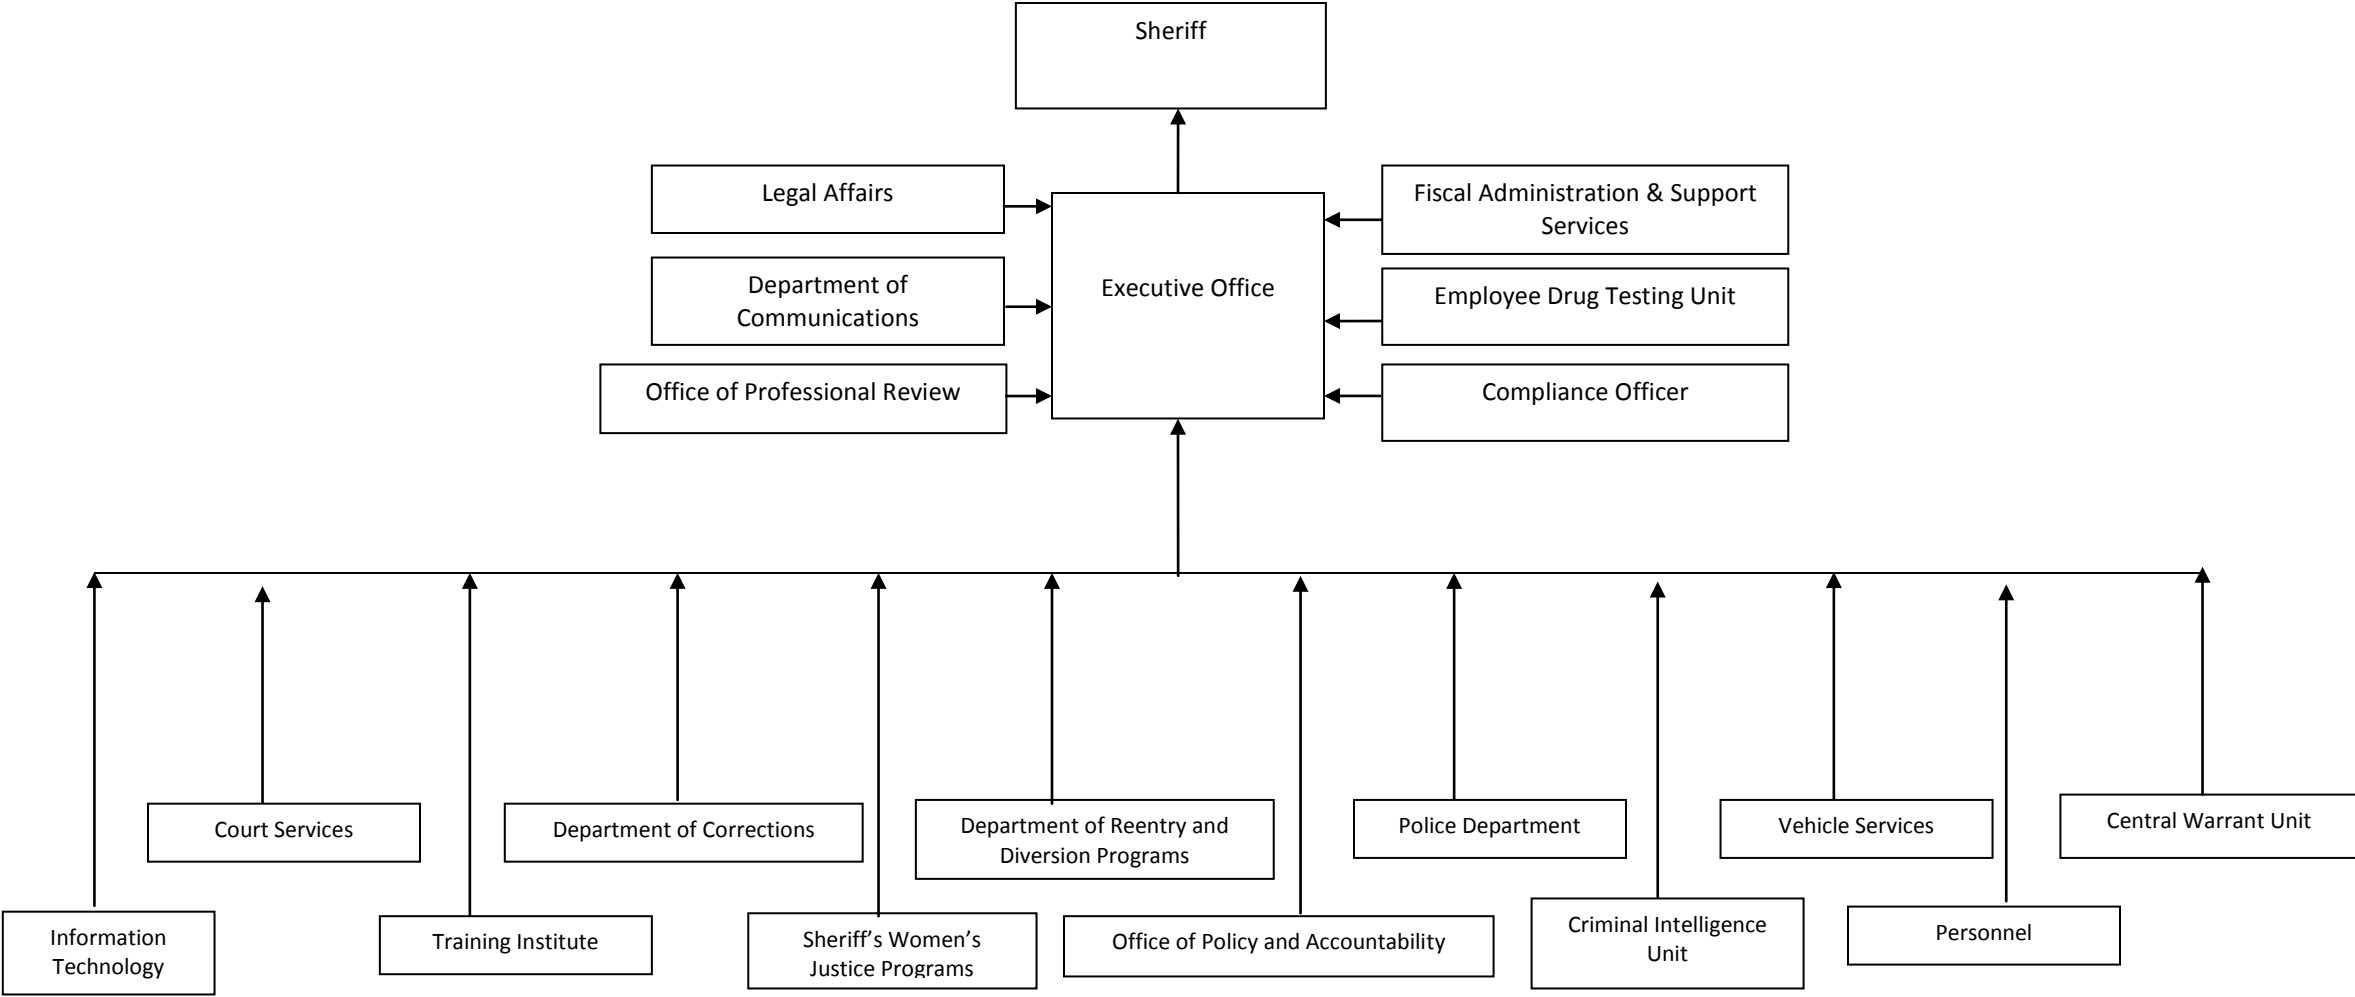 Sheriff
Legal Affairs
Fiscal Administration & Support
Services
Department of
Communications
Executive Office
Employee Drug Testing Unit
Office of Professional Review
Compliance Officer
Court Services
Department of Corrections
Department of Reentry and
Diversion Programs
Police Department
Vehicle Services
Central Warrant Unit
Information
Technology
Training Institute
Sheriff’s Women’s
Justice Programs
Office of Policy and Accountability
Criminal Intelligence
Unit
Personnel